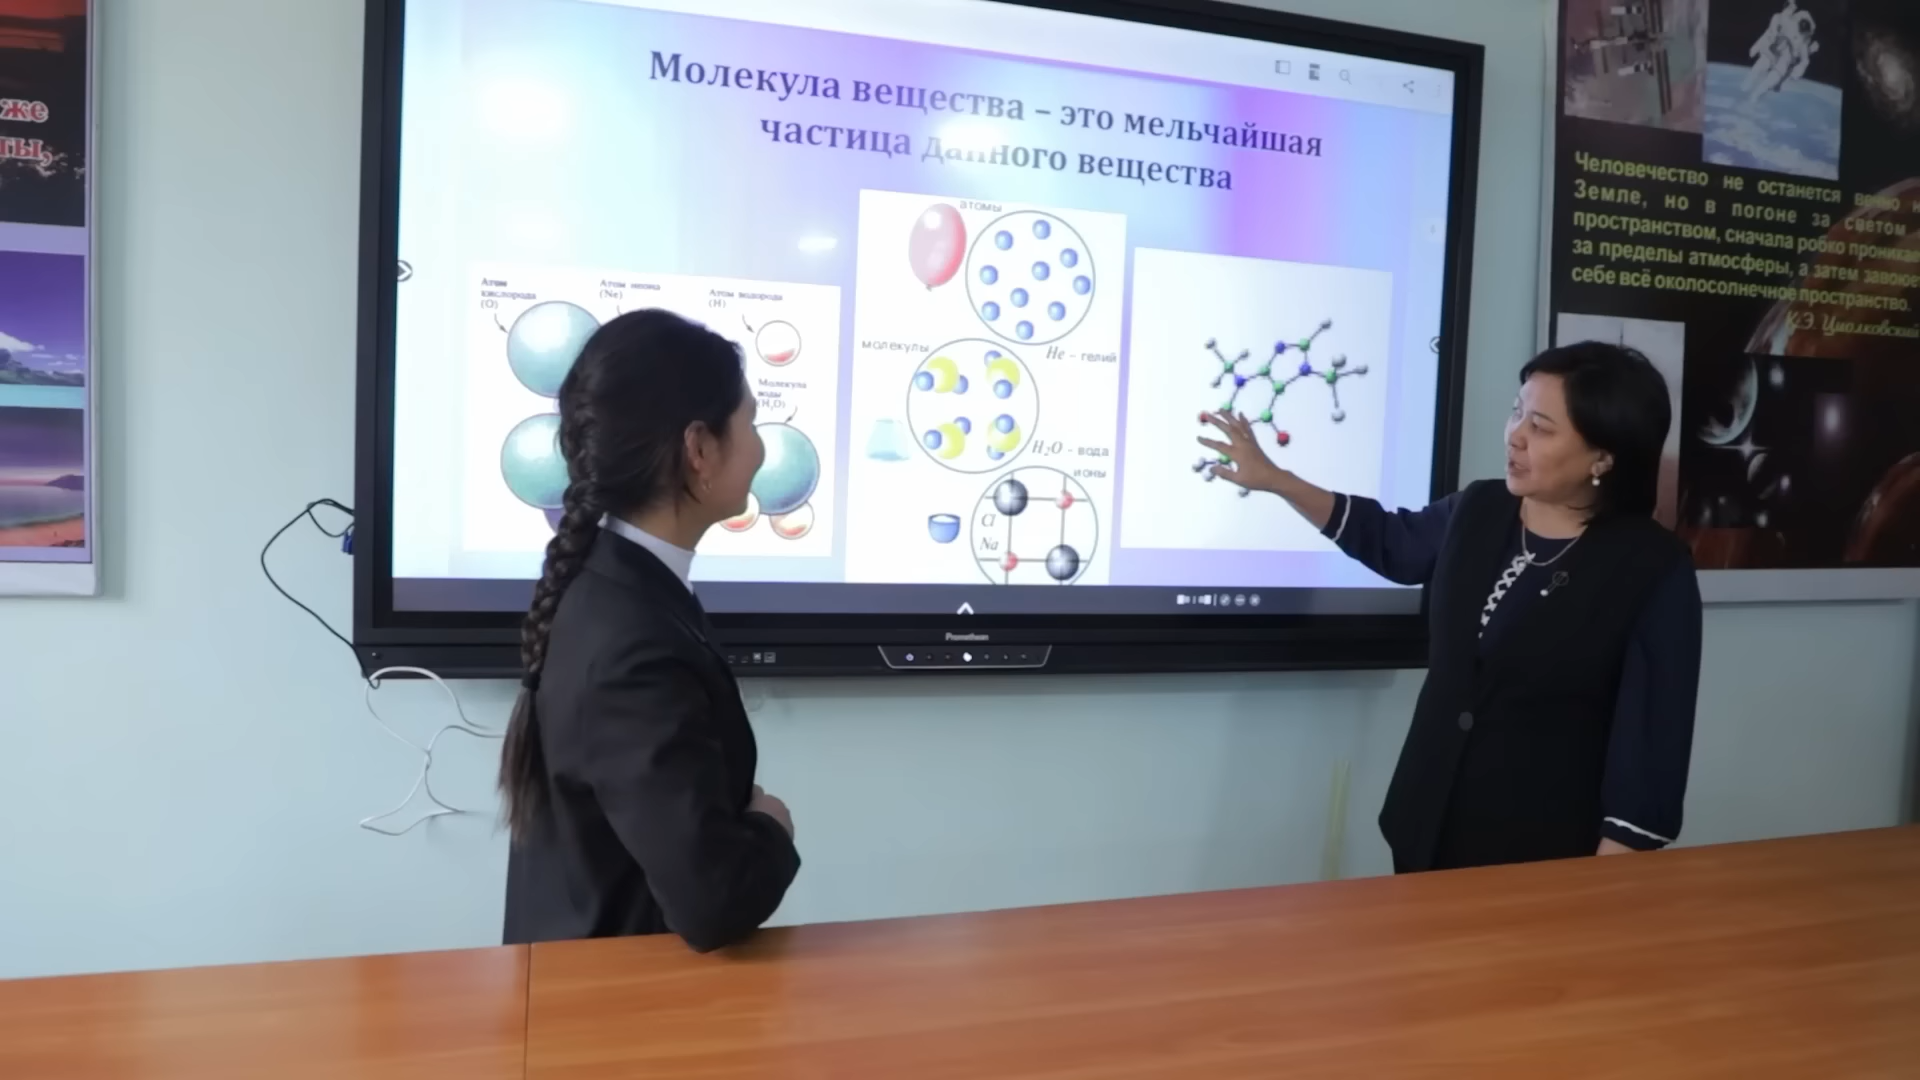 же
ты,
Молекула вещества – это мельчайшая
частица данного вещества
Атом
кислорода
(O)
Атом неона
(Ne)
Атом водорода
(H)
Молекула
воды
(H₂O)
атомы
He – гелий
молекулы
H₂O - вода
ионы
Cl
Na
Promethean
Человечество не останется вечно на
Земле, но в погоне за светом и
пространством, сначала робко проникает
за пределы атмосферы, а затем завоюет
себе всё околосолнечное пространство.
К.Э. Циолковский